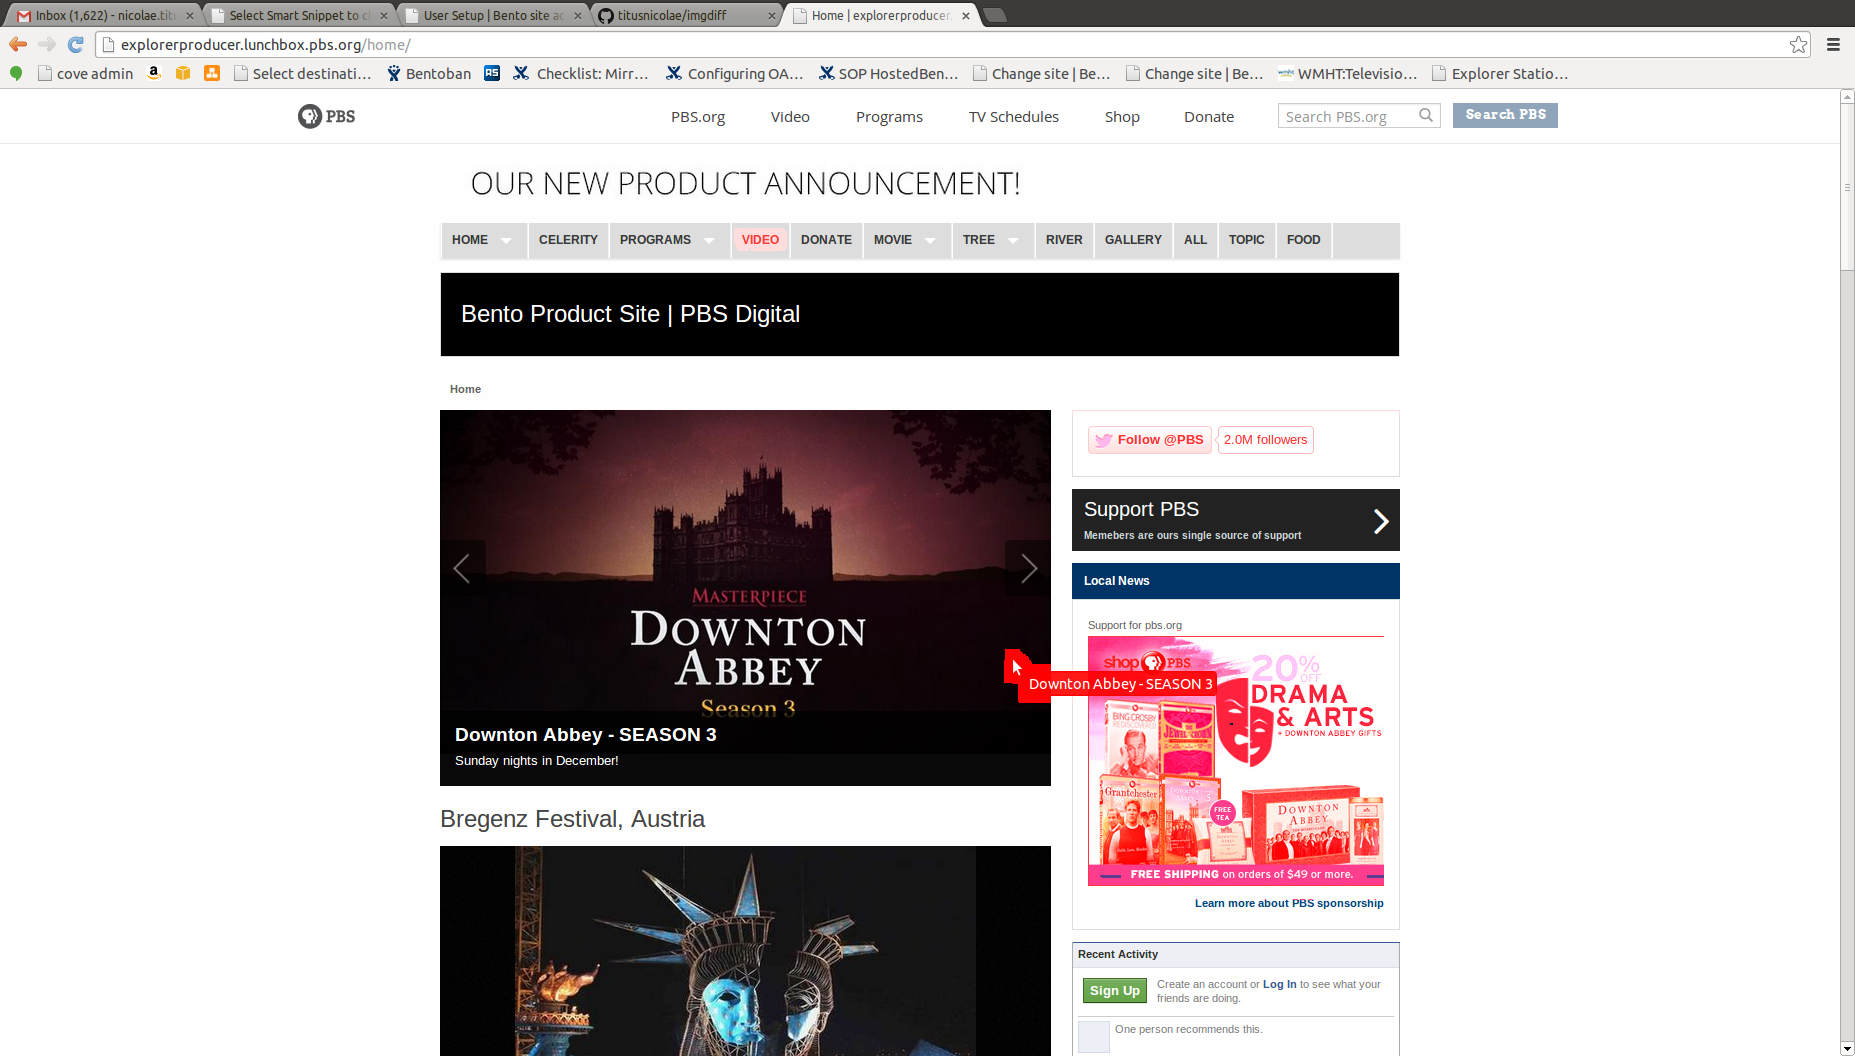 Inbox (1,622) - nicolae.tit
Select Smart Snippet to c
User Setup | Bento site ac
titusnicolae/imgdiff
Home | explorerproducer.
explorerproducer.lunchbox.pbs.org/home/
cove admin
Select destinati...
Bentoban
Checklist: Mirr...
Configuring OA...
SOP HostedBen...
Change site | Be...
Change site | Be...
WMHT:Televisio...
Explorer Statio...
PBS
PBS.org
Video
Programs
TV Schedules
Shop
Donate
Search PBS.org
Search PBS
OUR NEW PRODUCT ANNOUNCEMENT!
HOME
CELERITY
PROGRAMS
VIDEO
DONATE
MOVIE
TREE
RIVER
GALLERY
ALL
TOPIC
FOOD
Bento Product Site | PBS Digital
Home
MASTERPIECE
DOWNTON
ABBEY
Season 3
Downton Abbey - SEASON 3
Sunday nights in December!
Downton Abbey - SEASON 3
Bregenz Festival, Austria
Follow @PBS
2.0M followers
Support PBS
Memebers are ours single source of support
Local News
Support for pbs.org
shop PBS
20%
OFF
DRAMA
& ARTS
+ DOWNTON ABBEY GIFTS
BING CROSBY
REDISCOVERED
JEWEL CROWN
Grantchester
FREE
TEA
DOWNTON
ABBEY
FREE SHIPPING on orders of $49 or more.
Learn more about PBS sponsorship
Recent Activity
Sign Up
Create an account or Log In to see what your
friends are doing.
One person recommends this.